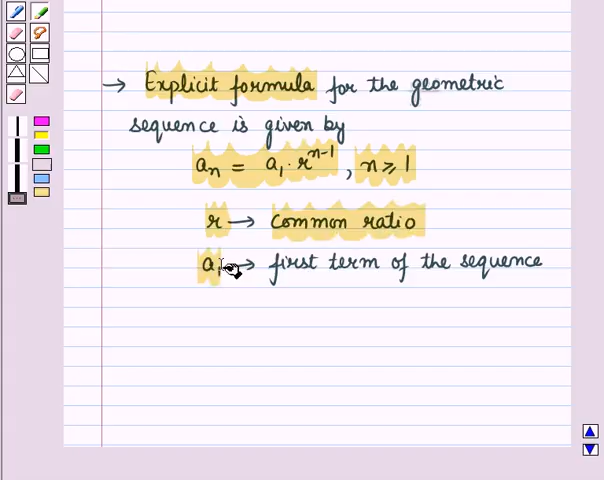 → Explicit formula for the geometric
sequence is given by
aₙ = a₁ · rⁿ⁻¹ , n ≥ 1
r → common ratio
a₁ → first term of the sequence